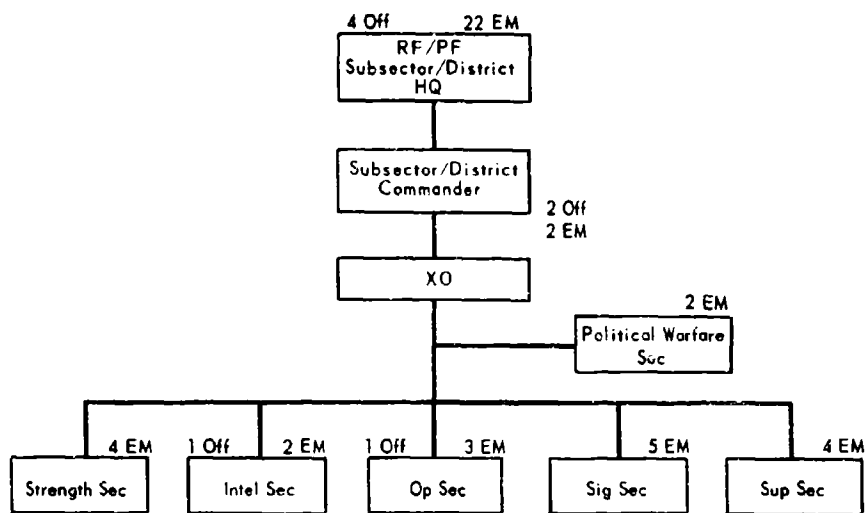 4 Off 22 EM
RF/PF
Subsector/District
HQ
Subsector/District
Commander
2 Off
2 EM
XO
2 EM
Political Warfare
Sec
4 EM
Strength Sec
1 Off 2 EM
Intel Sec
1 Off 3 EM
Op Sec
5 EM
Sig Sec
4 EM
Sup Sec